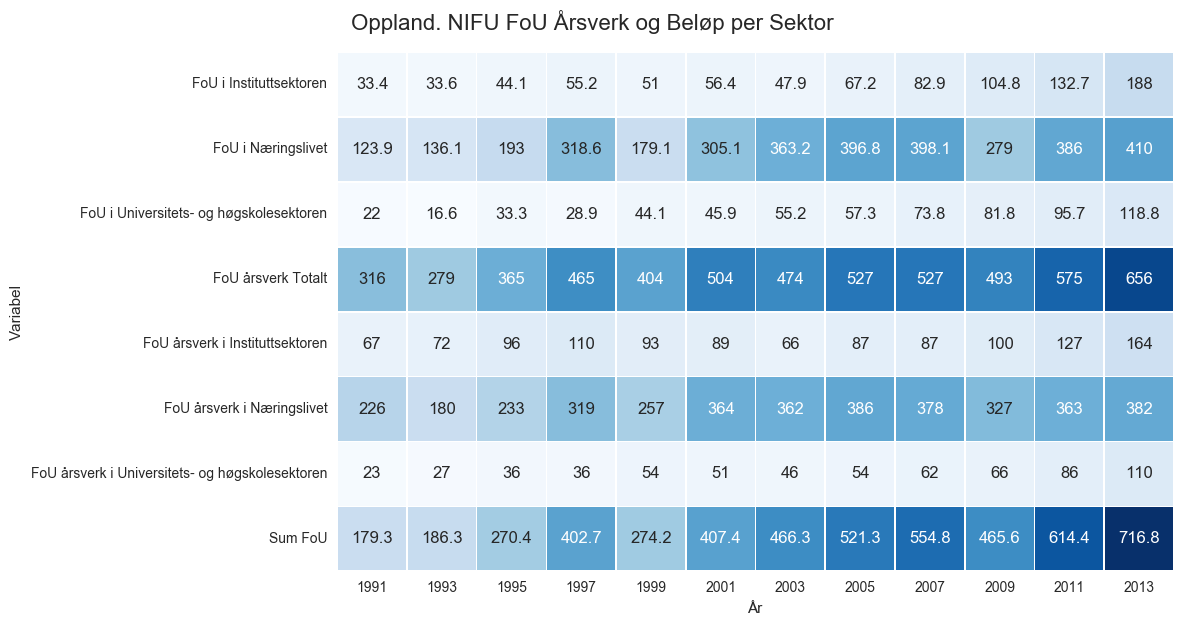 Oppland. NIFU FoU Årsverk og Beløp per Sektor
FoU i Instituttsektoren 33.4 33.6 44.1 55.2 51 56.4 47.9 67.2 82.9 104.8 132.7 188
FoU i Næringslivet 123.9 136.1 193 318.6 179.1 305.1 363.2 396.8 398.1 279 386 410
FoU i Universitets- og høgskolesektoren 22 16.6 33.3 28.9 44.1 45.9 55.2 57.3 73.8 81.8 95.7 118.8
FoU årsverk Totalt 316 279 365 465 404 504 474 527 527 493 575 656
Variabel
FoU årsverk i Instituttsektoren 67 72 96 110 93 89 66 87 87 100 127 164
FoU årsverk i Næringslivet 226 180 233 319 257 364 362 386 378 327 363 382
FoU årsverk i Universitets- og høgskolesektoren 23 27 36 36 54 51 46 54 62 66 86 110
Sum FoU 179.3 186.3 270.4 402.7 274.2 407.4 466.3 521.3 554.8 465.6 614.4 716.8
1991 1993 1995 1997 1999 2001 2003 2005 2007 2009 2011 2013
År